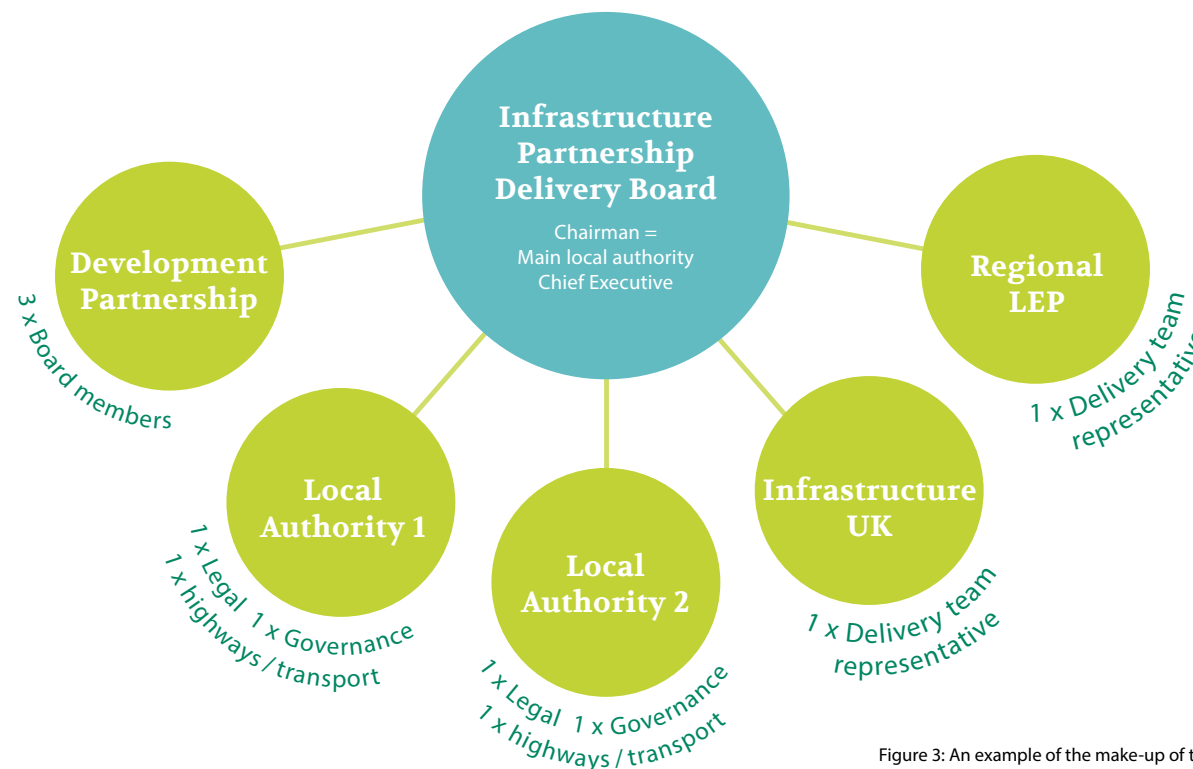 Infrastructure
Partnership
Delivery Board
Chairman =
Main local authority
Chief Executive
Development
Partnership
3 x Board members
Local
Authority 1
1 x Legal 1 x Governance
1 x highways / transport
Local
Authority 2
1 x Legal 1 x Governance
1 x highways / transport
Infrastructure
UK
1 x Delivery team
representative
Regional
LEP
1 x Delivery team
representative
Figure 3: An example of the make-up of